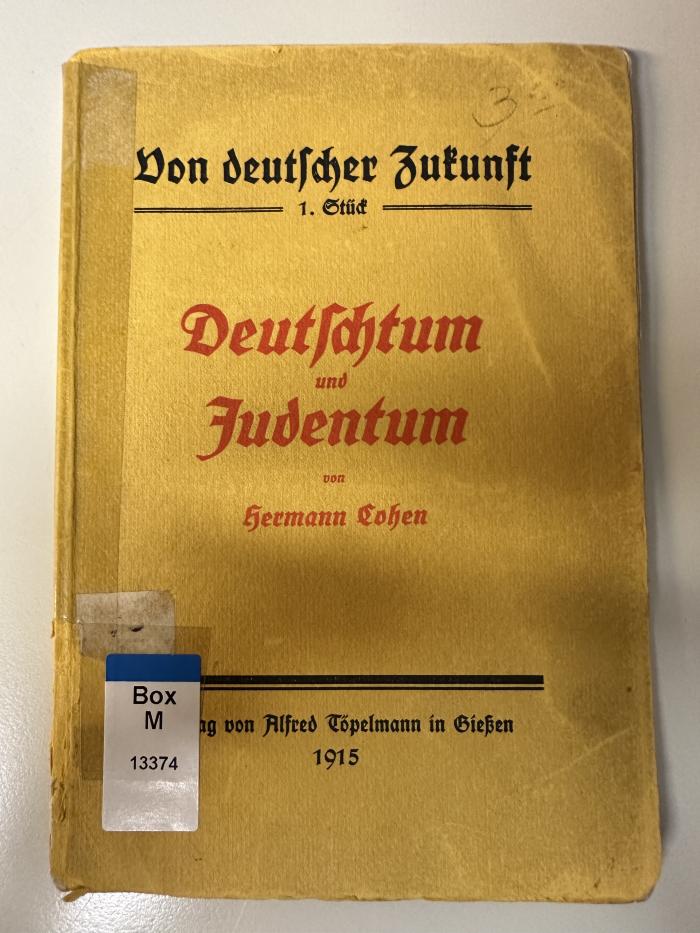 3
Von deutscher Zukunft
1. Stück
Deutschtum
und
Judentum
von
Hermann Cohen
Box
M
13374
ag von Alfred Töpelmann in Gießen
1915